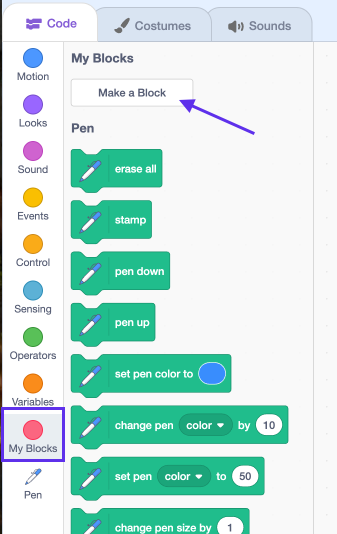 Code
Costumes
Sounds
Motion
Looks
Sound
Events
Control
Sensing
Operators
Variables
My Blocks
Pen
My Blocks
Make a Block
Pen
erase all
stamp
pen down
pen up
set pen color to
change pen color by 10
set pen color to 50
change pen size by 1